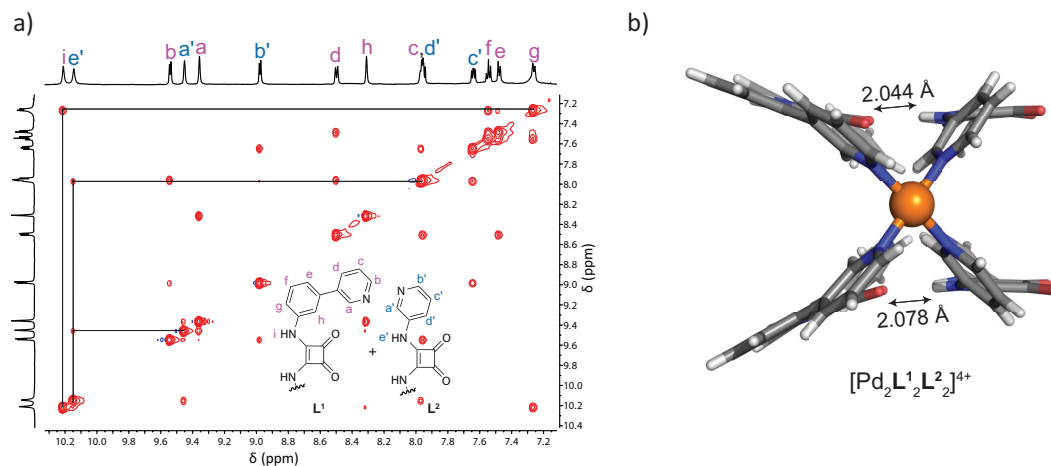 a)
b)
i e' b a' a b' d h c d' c' f e g
7.2
7.4
7.6
7.8
8.0
8.2
8.4
8.6
8.8
9.0
9.2
9.4
9.6
9.8
10.0
10.2
10.4
δ (ppm)
10.2 10.0 9.8 9.6 9.4 9.2 9.0 8.8 8.6 8.4 8.2 8.0 7.8 7.6 7.4 7.2
δ (ppm)
d c
f e b
N
g a
h
i HN O
HN O
L¹
+
b'
N c'
a'
d'
e' HN O
HN O
L²
2.044 Å
2.078 Å
[Pd₂L¹₂L²₂]⁴⁺